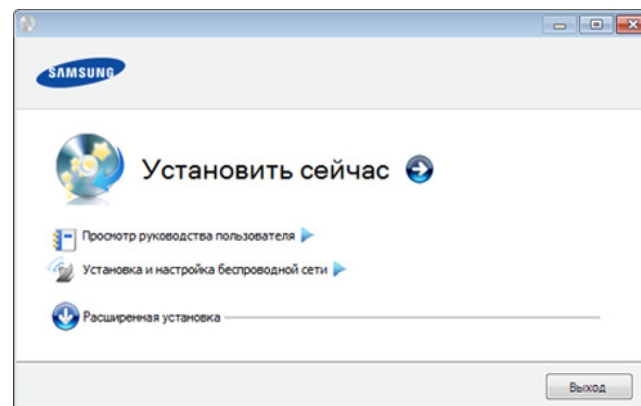 SAMSUNG
Установить сейчас
Просмотр руководства пользователя
Установка и настройка беспроводной сети
Расширенная установка
Выход